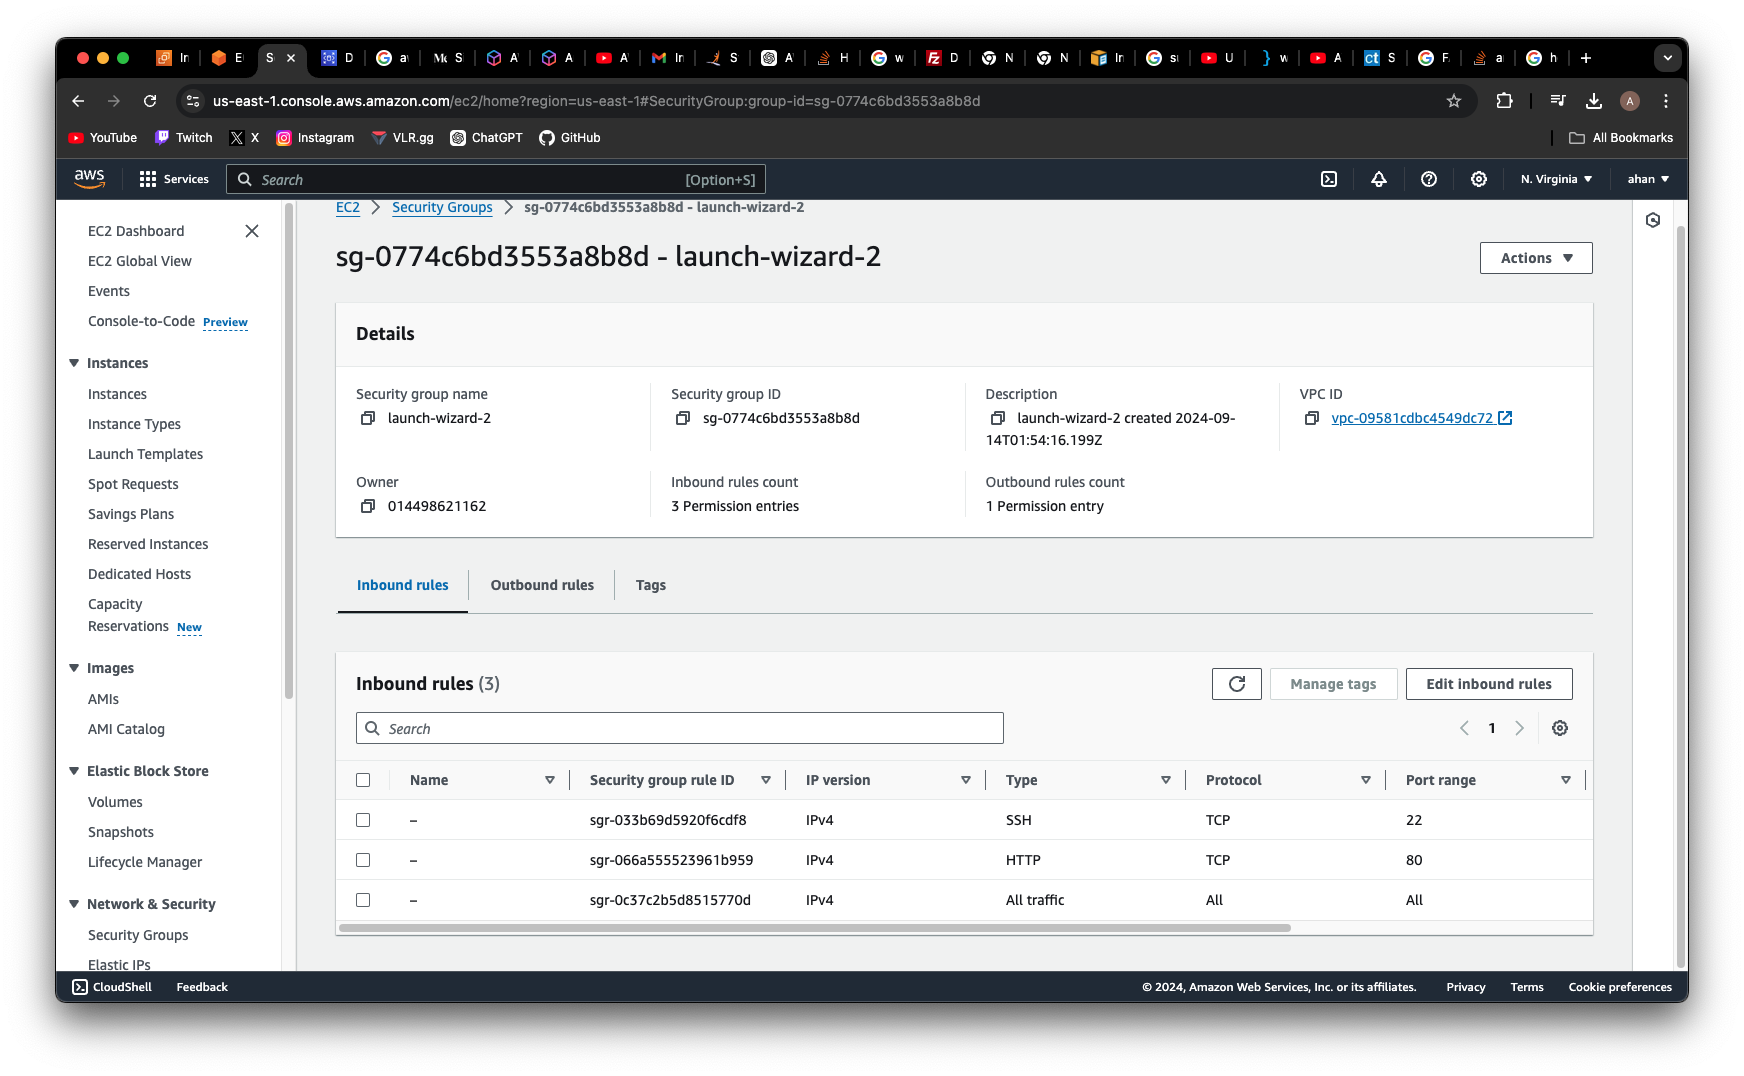 In
E
S
D
a
S
A
A
A
In
S
A
H
w
D
N
N
In
s
U
w
A
S
F
a
h
us-east-1.console.aws.amazon.com/ec2/home?region=us-east-1#SecurityGroup:group-id=sg-0774c6bd3553a8b8d
A
YouTube
Twitch
X
Instagram
VLR.gg
ChatGPT
GitHub
All Bookmarks
aws
Services
Search
[Option+S]
N. Virginia
ahan
EC2 Dashboard
EC2 Global View
Events
Console-to-Code Preview
Instances
Instances
Instance Types
Launch Templates
Spot Requests
Savings Plans
Reserved Instances
Dedicated Hosts
Capacity
Reservations New
Images
AMIs
AMI Catalog
Elastic Block Store
Volumes
Snapshots
Lifecycle Manager
Network & Security
Security Groups
Elastic IPs
EC2 > Security Groups > sg-0774c6bd3553a8b8d - launch-wizard-2
sg-0774c6bd3553a8b8d - launch-wizard-2
Actions
Details
Security group name
launch-wizard-2
Security group ID
sg-0774c6bd3553a8b8d
Description
launch-wizard-2 created 2024-09-
14T01:54:16.199Z
VPC ID
vpc-09581cdbc4549dc72
Owner
014498621162
Inbound rules count
3 Permission entries
Outbound rules count
1 Permission entry
Inbound rules
Outbound rules
Tags
Inbound rules (3)
Manage tags
Edit inbound rules
Search
1
Name Security group rule ID IP version Type Protocol Port range
– sgr-033b69d5920f6cdf8 IPv4 SSH TCP 22
– sgr-066a555523961b959 IPv4 HTTP TCP 80
– sgr-0c37c2b5d8515770d IPv4 All traffic All All
CloudShell
Feedback
© 2024, Amazon Web Services, Inc. or its affiliates.
Privacy
Terms
Cookie preferences